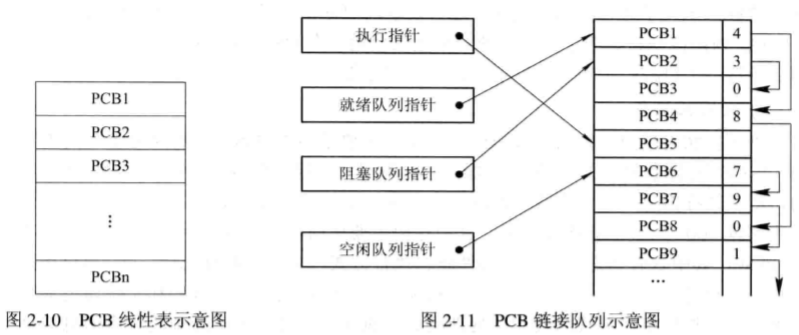 PCB1
PCB2
PCB3
⋮
PCBn
图 2-10 PCB 线性表示意图
执行指针
就绪队列指针
阻塞队列指针
空闲队列指针
PCB1 4
PCB2 3
PCB3 0
PCB4 8
PCB5
PCB6 7
PCB7 9
PCB8 0
PCB9 1
…
图 2-11 PCB 链接队列示意图